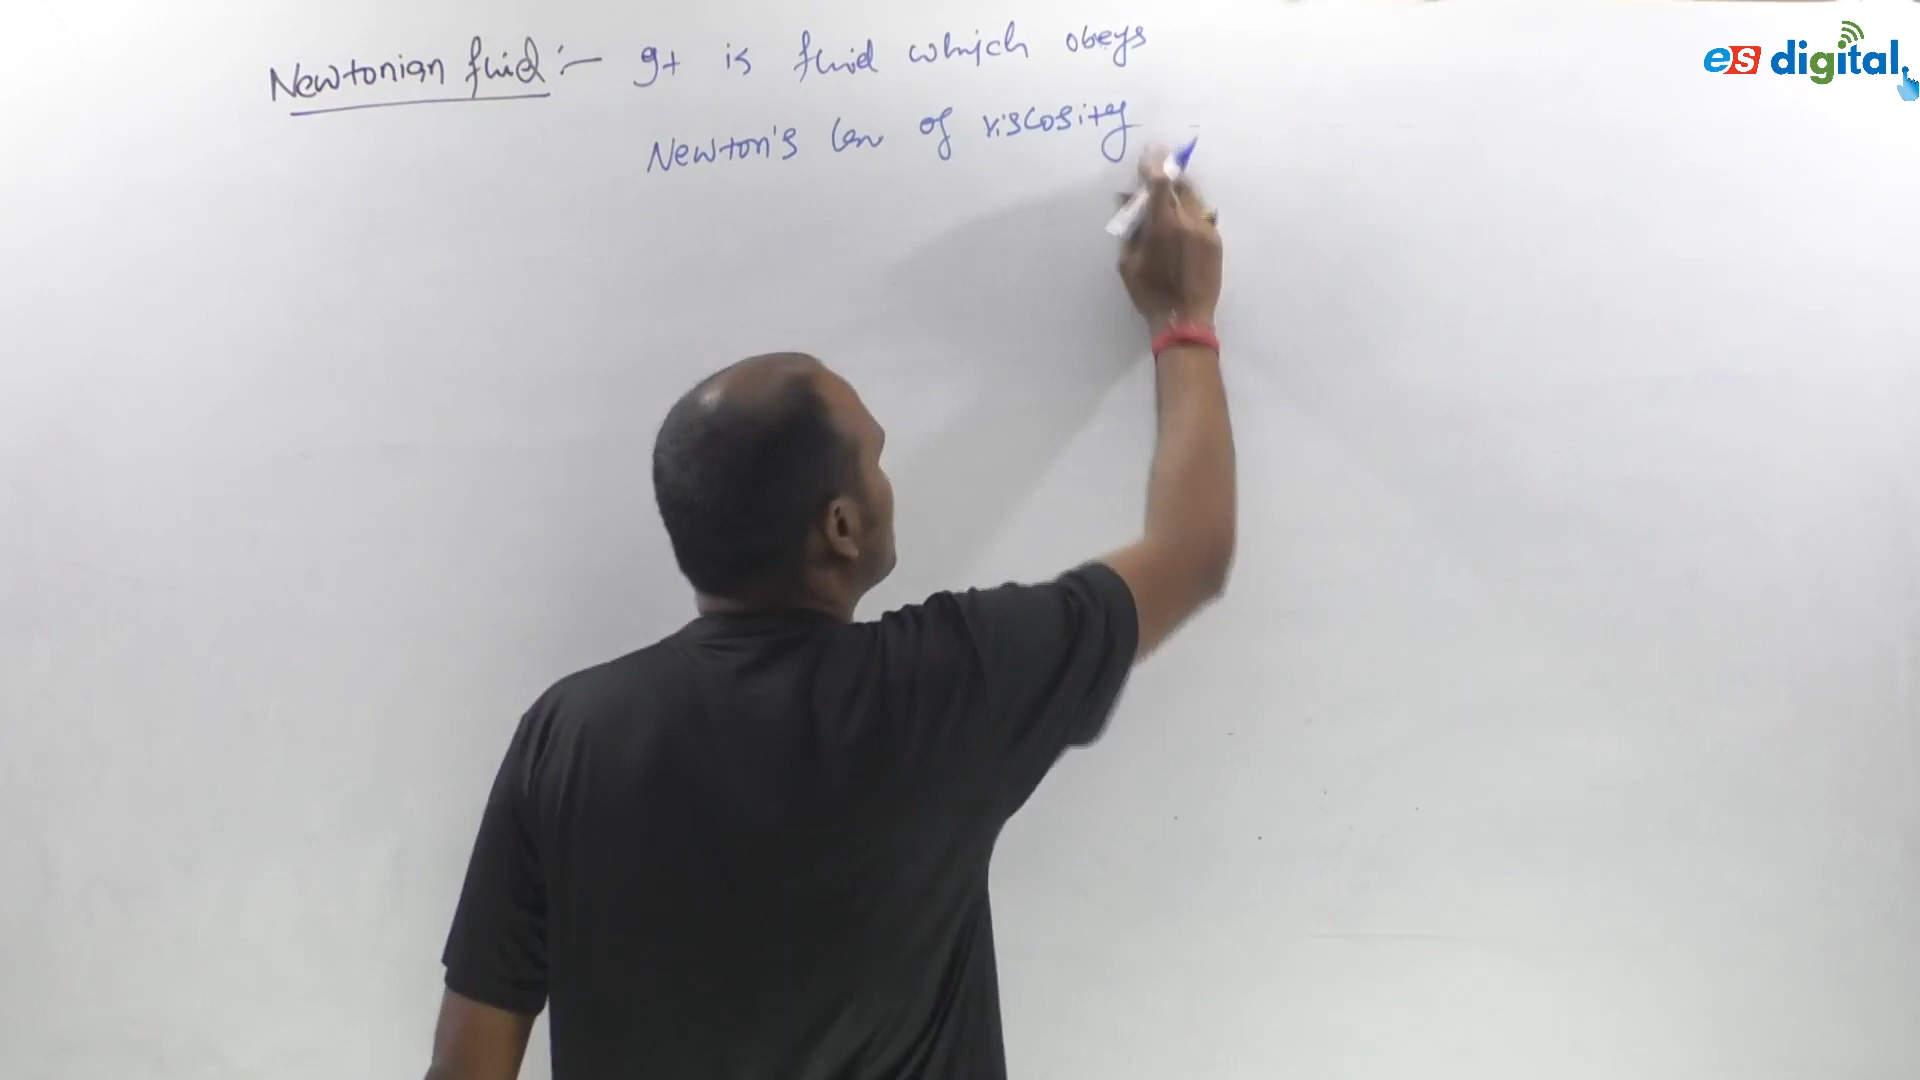 Newtonian fluid :- It is fluid which obeys
Newton's law of viscosity
es digital.